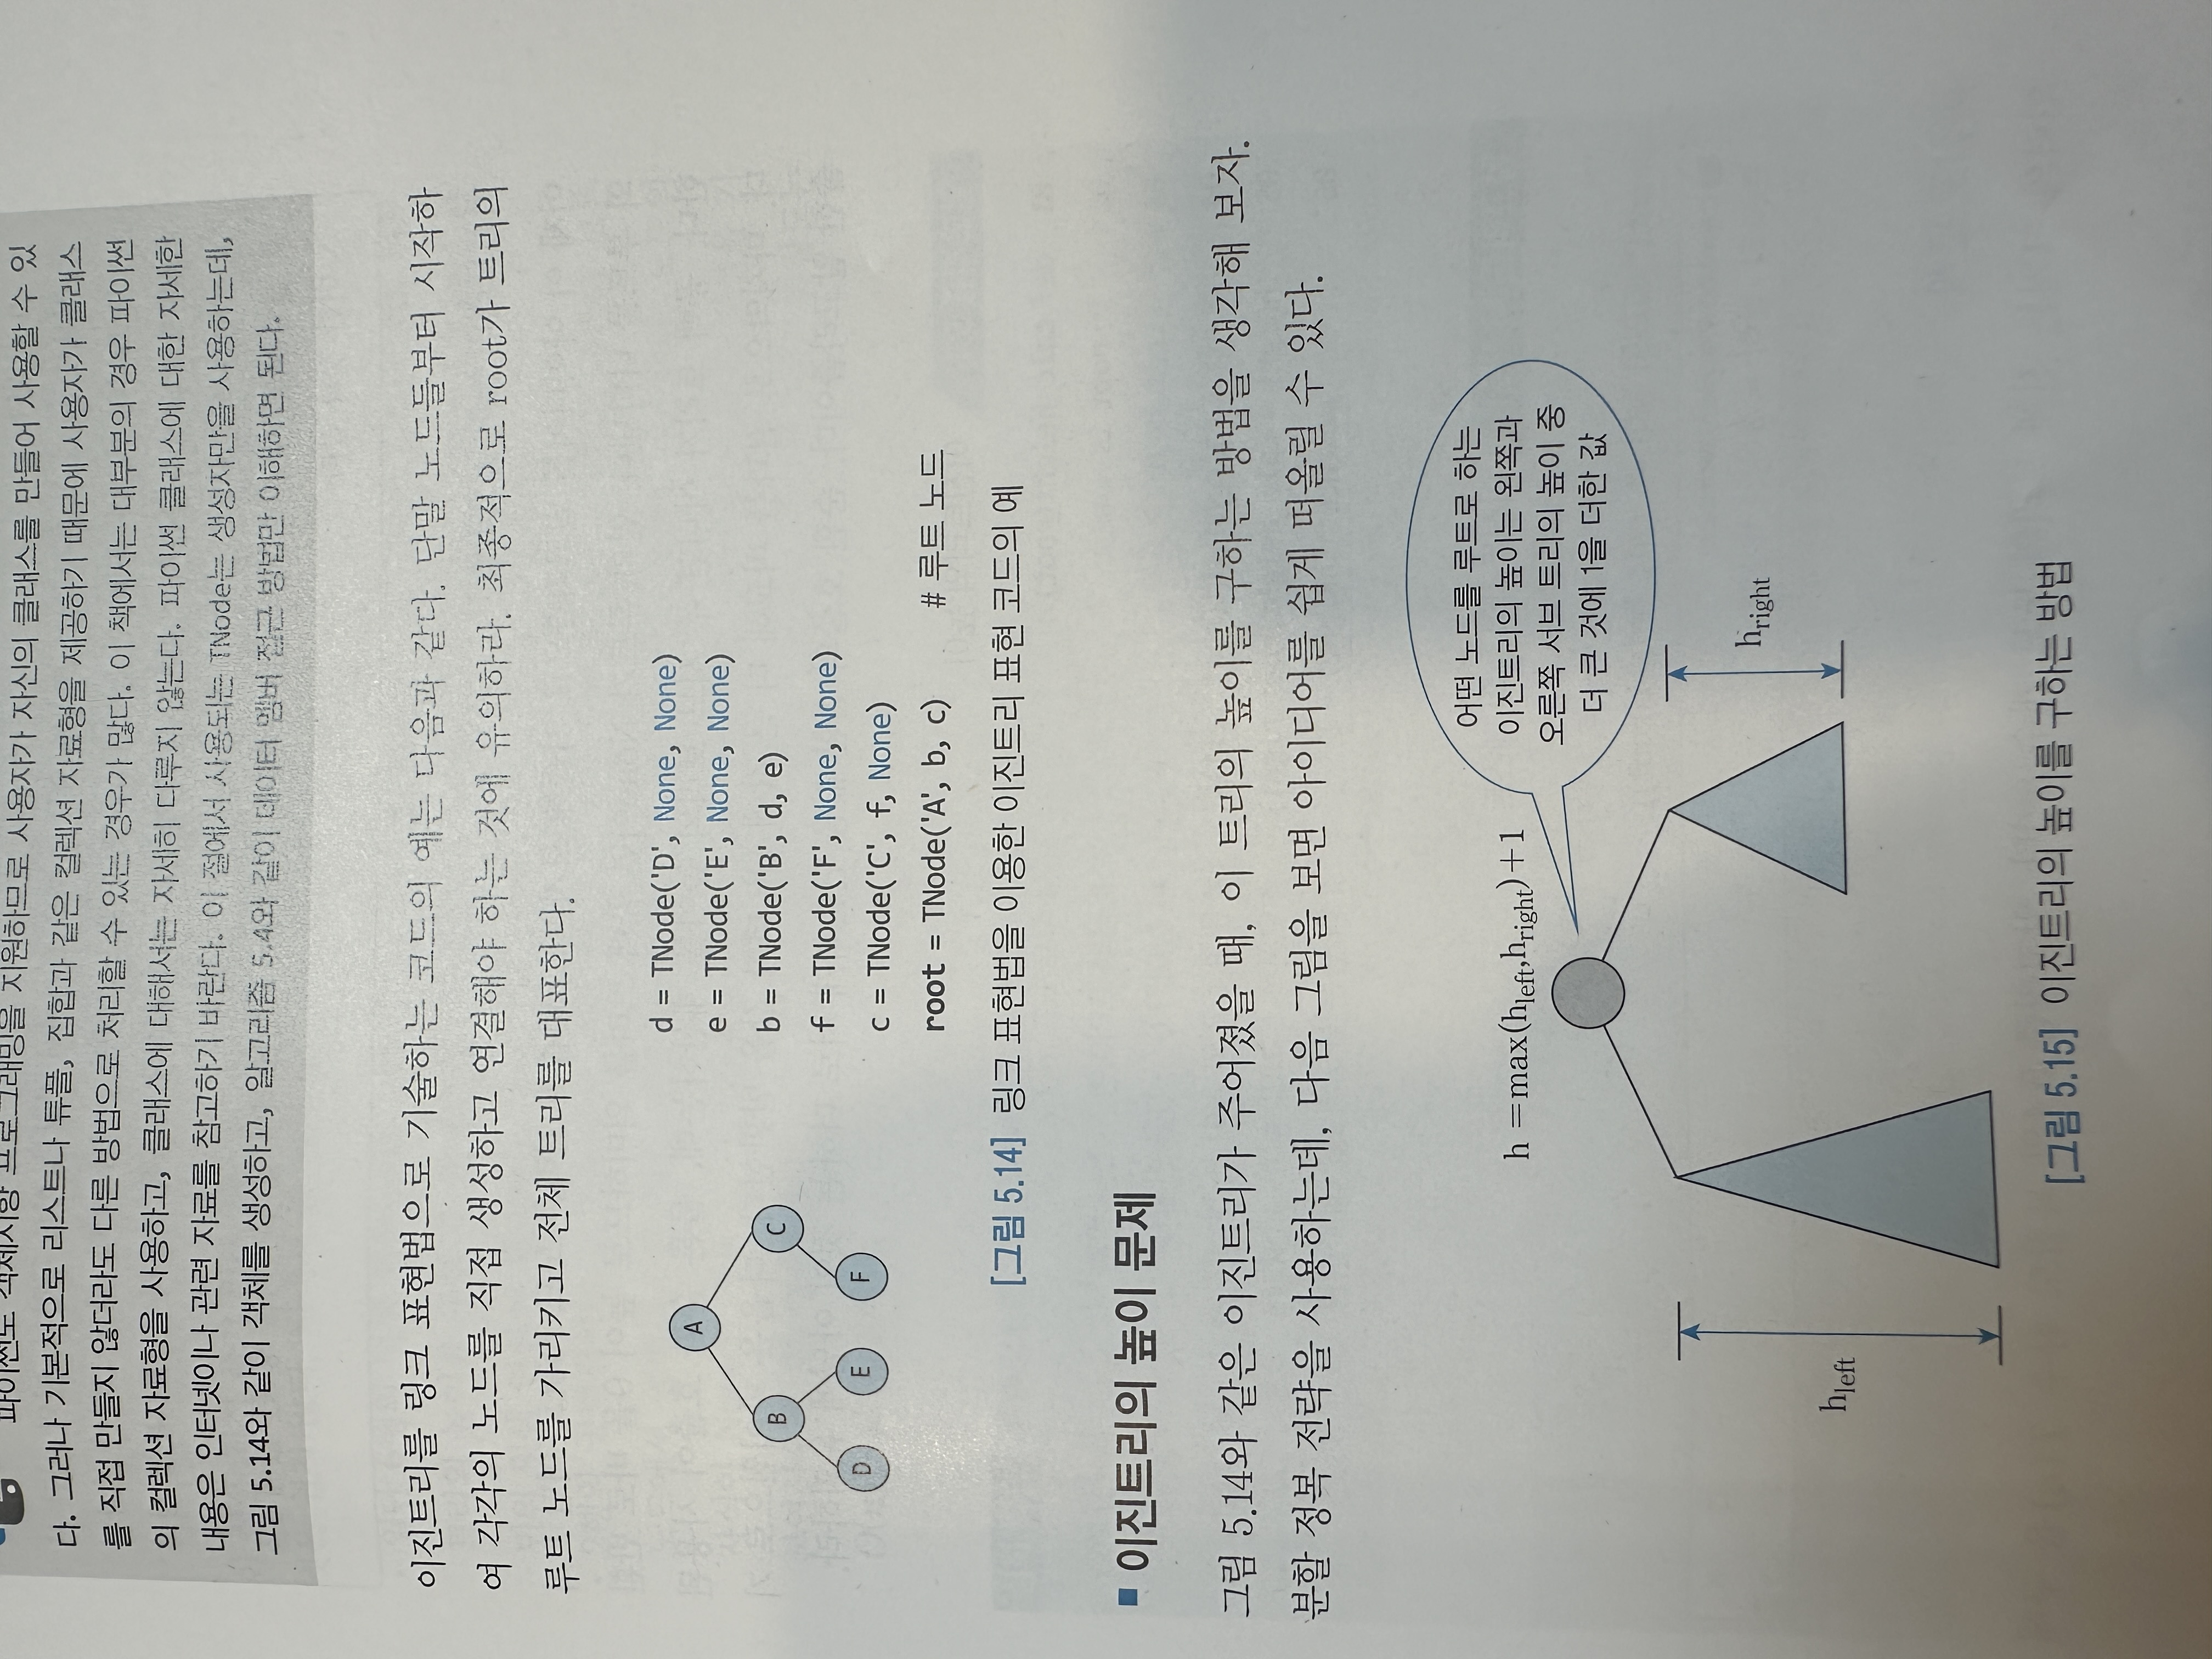 파이썬도 객체지향 프로그래밍을 지원하므로 사용자가 자신의 클래스를 만들어 사용할 수 있
다. 그러나 기본적으로 리스트나 튜플, 집합과 같은 컬렉션 자료형을 제공하기 때문에 사용자가 클래스
를 직접 만들지 않더라도 다른 방법으로 처리할 수 있는 경우가 많다. 이 책에서는 대부분의 경우 파이썬
의 컬렉션 자료형을 사용하고, 클래스에 대해서는 자세히 다루지 않는다. 파이썬 클래스에 대한 자세한
내용은 인터넷이나 관련 자료를 참고하기 바란다. 이 절에서 사용되는 TNode는 생성자만을 사용하는데,
그림 5.14와 같이 객체를 생성하고, 알고리즘 5.4와 같이 데이터 멤버 접근 방법만 이해하면 된다.
이진트리를 링크 표현법으로 기술하는 코드의 예는 다음과 같다. 단말 노드들부터 시작하
여 각각의 노드를 직접 생성하고 연결해야 하는 것에 유의하라. 최종적으로 root가 트리의
루트 노드를 가리키고 전체 트리를 대표한다.
A
B C
D E F
d = TNode('D', None, None)
e = TNode('E', None, None)
b = TNode('B', d, e)
f = TNode('F', None, None)
c = TNode('C', f, None)
root = TNode('A', b, c) # 루트 노드
[그림 5.14] 링크 표현법을 이용한 이진트리 표현 코드의 예
이진트리의 높이 문제
그림 5.14와 같은 이진트리가 주어졌을 때, 이 트리의 높이를 구하는 방법을 생각해 보자.
분할 정복 전략을 사용하는데, 다음 그림을 보면 아이디어를 쉽게 떠올릴 수 있다.
어떤 노드를 루트로 하는
이진트리의 높이는 왼쪽과
오른쪽 서브 트리의 높이 중
더 큰 것에 1을 더한 값
h =max(hleft,hright)+1
hleft
hright
[그림 5.15] 이진트리의 높이를 구하는 방법